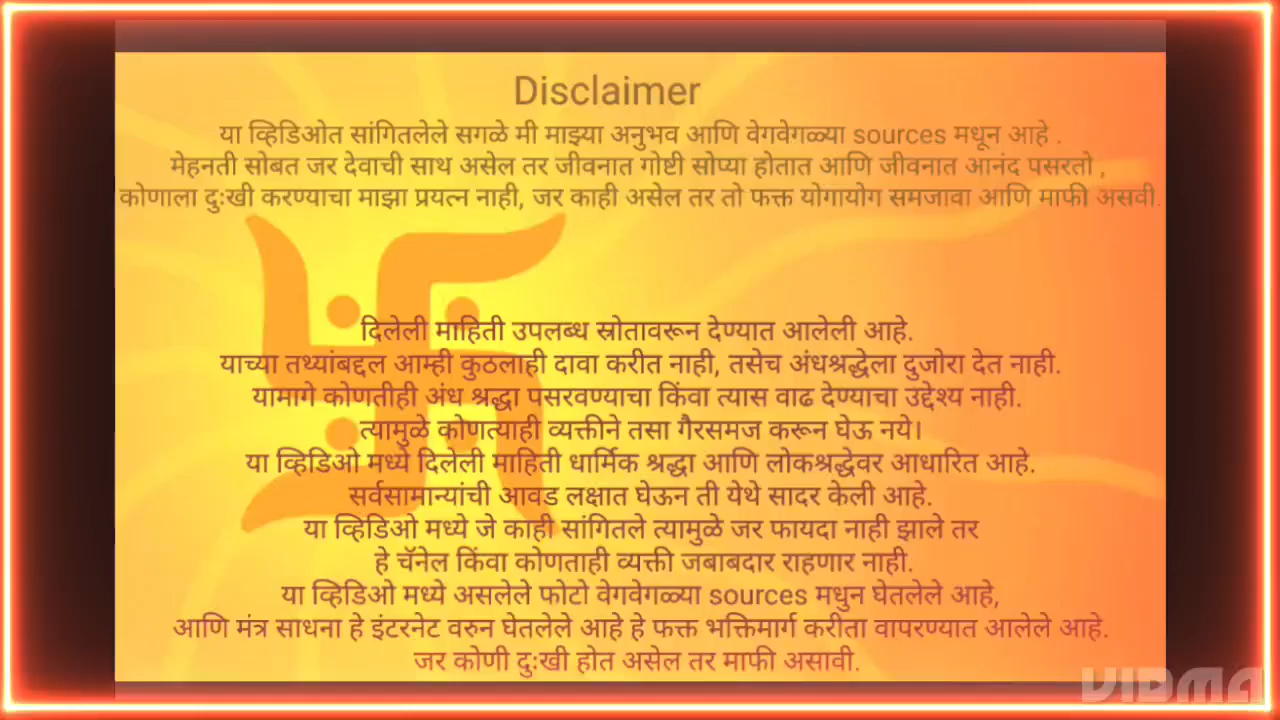 Disclaimer
या व्हिडिओत सांगितलेले सगळे मी माझ्या अनुभव आणि वेगवेगळ्या sources मधून आहे .
मेहनती सोबत जर देवाची साथ असेल तर जीवनात गोष्टी सोप्या होतात आणि जीवनात आनंद पसरतो ,
कोणाला दुःखी करण्याचा माझा प्रयत्न नाही, जर काही असेल तर तो फक्त योगायोग समजावा आणि माफी असवी.
दिलेली माहिती उपलब्ध स्रोतावरून देण्यात आलेली आहे.
याच्या तथ्यांबद्दल आम्ही कुठलाही दावा करीत नाही, तसेच अंधश्रद्धेला दुजोरा देत नाही.
यामागे कोणतीही अंध श्रद्धा पसरवण्याचा किंवा त्यास वाढ देण्याचा उद्देश्य नाही.
त्यामुळे कोणत्याही व्यक्तीने तसा गैरसमज करून घेऊ नये।
या व्हिडिओ मध्ये दिलेली माहिती धार्मिक श्रद्धा आणि लोकश्रद्धेवर आधारित आहे.
सर्वसामान्यांची आवड लक्षात घेऊन ती येथे सादर केली आहे.
या व्हिडिओ मध्ये जे काही सांगितले त्यामुळे जर फायदा नाही झाले तर
हे चॅनेल किंवा कोणताही व्यक्ती जबाबदार राहणार नाही.
या व्हिडिओ मध्ये असलेले फोटो वेगवेगळ्या sources मधुन घेतलेले आहे,
आणि मंत्र साधना हे इंटरनेट वरुन घेतलेले आहे हे फक्त भक्तिमार्ग करीता वापरण्यात आलेले आहे.
जर कोणी दुःखी होत असेल तर माफी असावी.
VIDMA